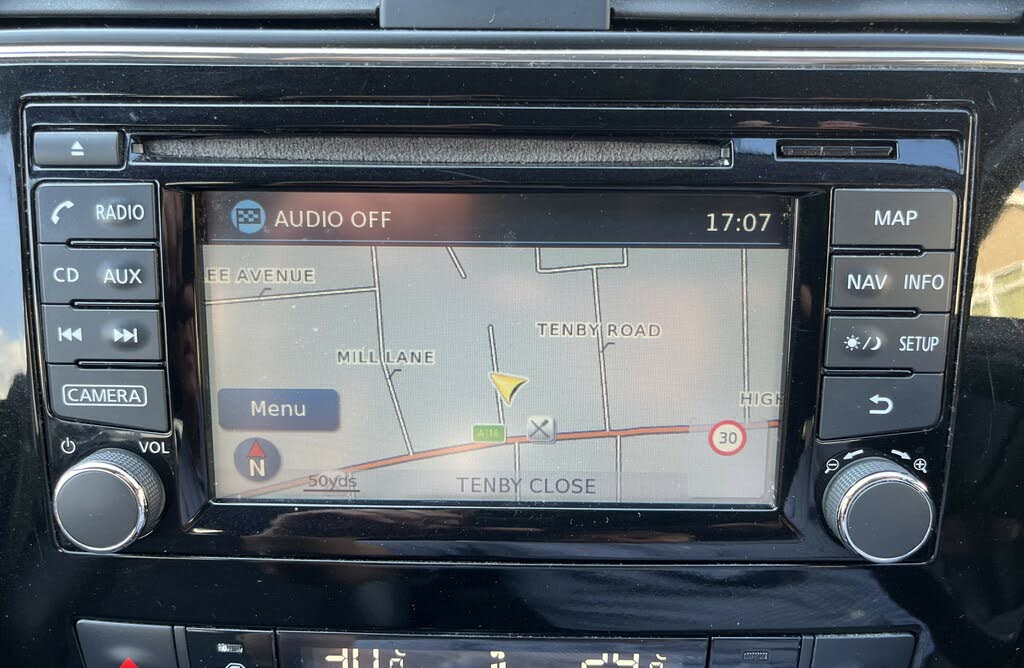 RADIO
CD AUX
CAMERA
VOL
AUDIO OFF 17:07
EE AVENUE
TENBY ROAD
MILL LANE
HIGH
Menu
A118
30
N
50yds
TENBY CLOSE
MAP
NAV INFO
SETUP